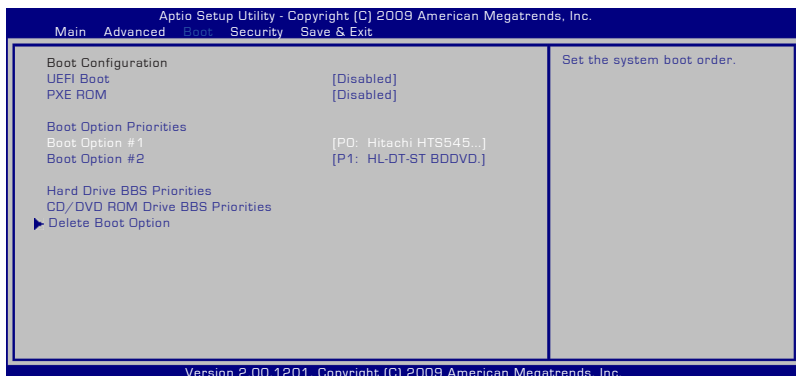 Aptio Setup Utility - Copyright (C) 2009 American Megatrends, Inc.
Main Advanced Boot Security Save & Exit
Boot Configuration
UEFI Boot [Disabled]
PXE ROM [Disabled]
Boot Option Priorities
Boot Option #1 [P0: Hitachi HTS545...]
Boot Option #2 [P1: HL-DT-ST BDDVD.]
Hard Drive BBS Priorities
CD/DVD ROM Drive BBS Priorities
Delete Boot Option
Set the system boot order.
Version 2.00.1201. Copyright (C) 2009 American Megatrends, Inc.